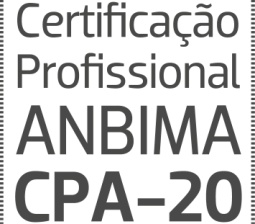 Certificação
Profissional
ANBIMA
CPA-20